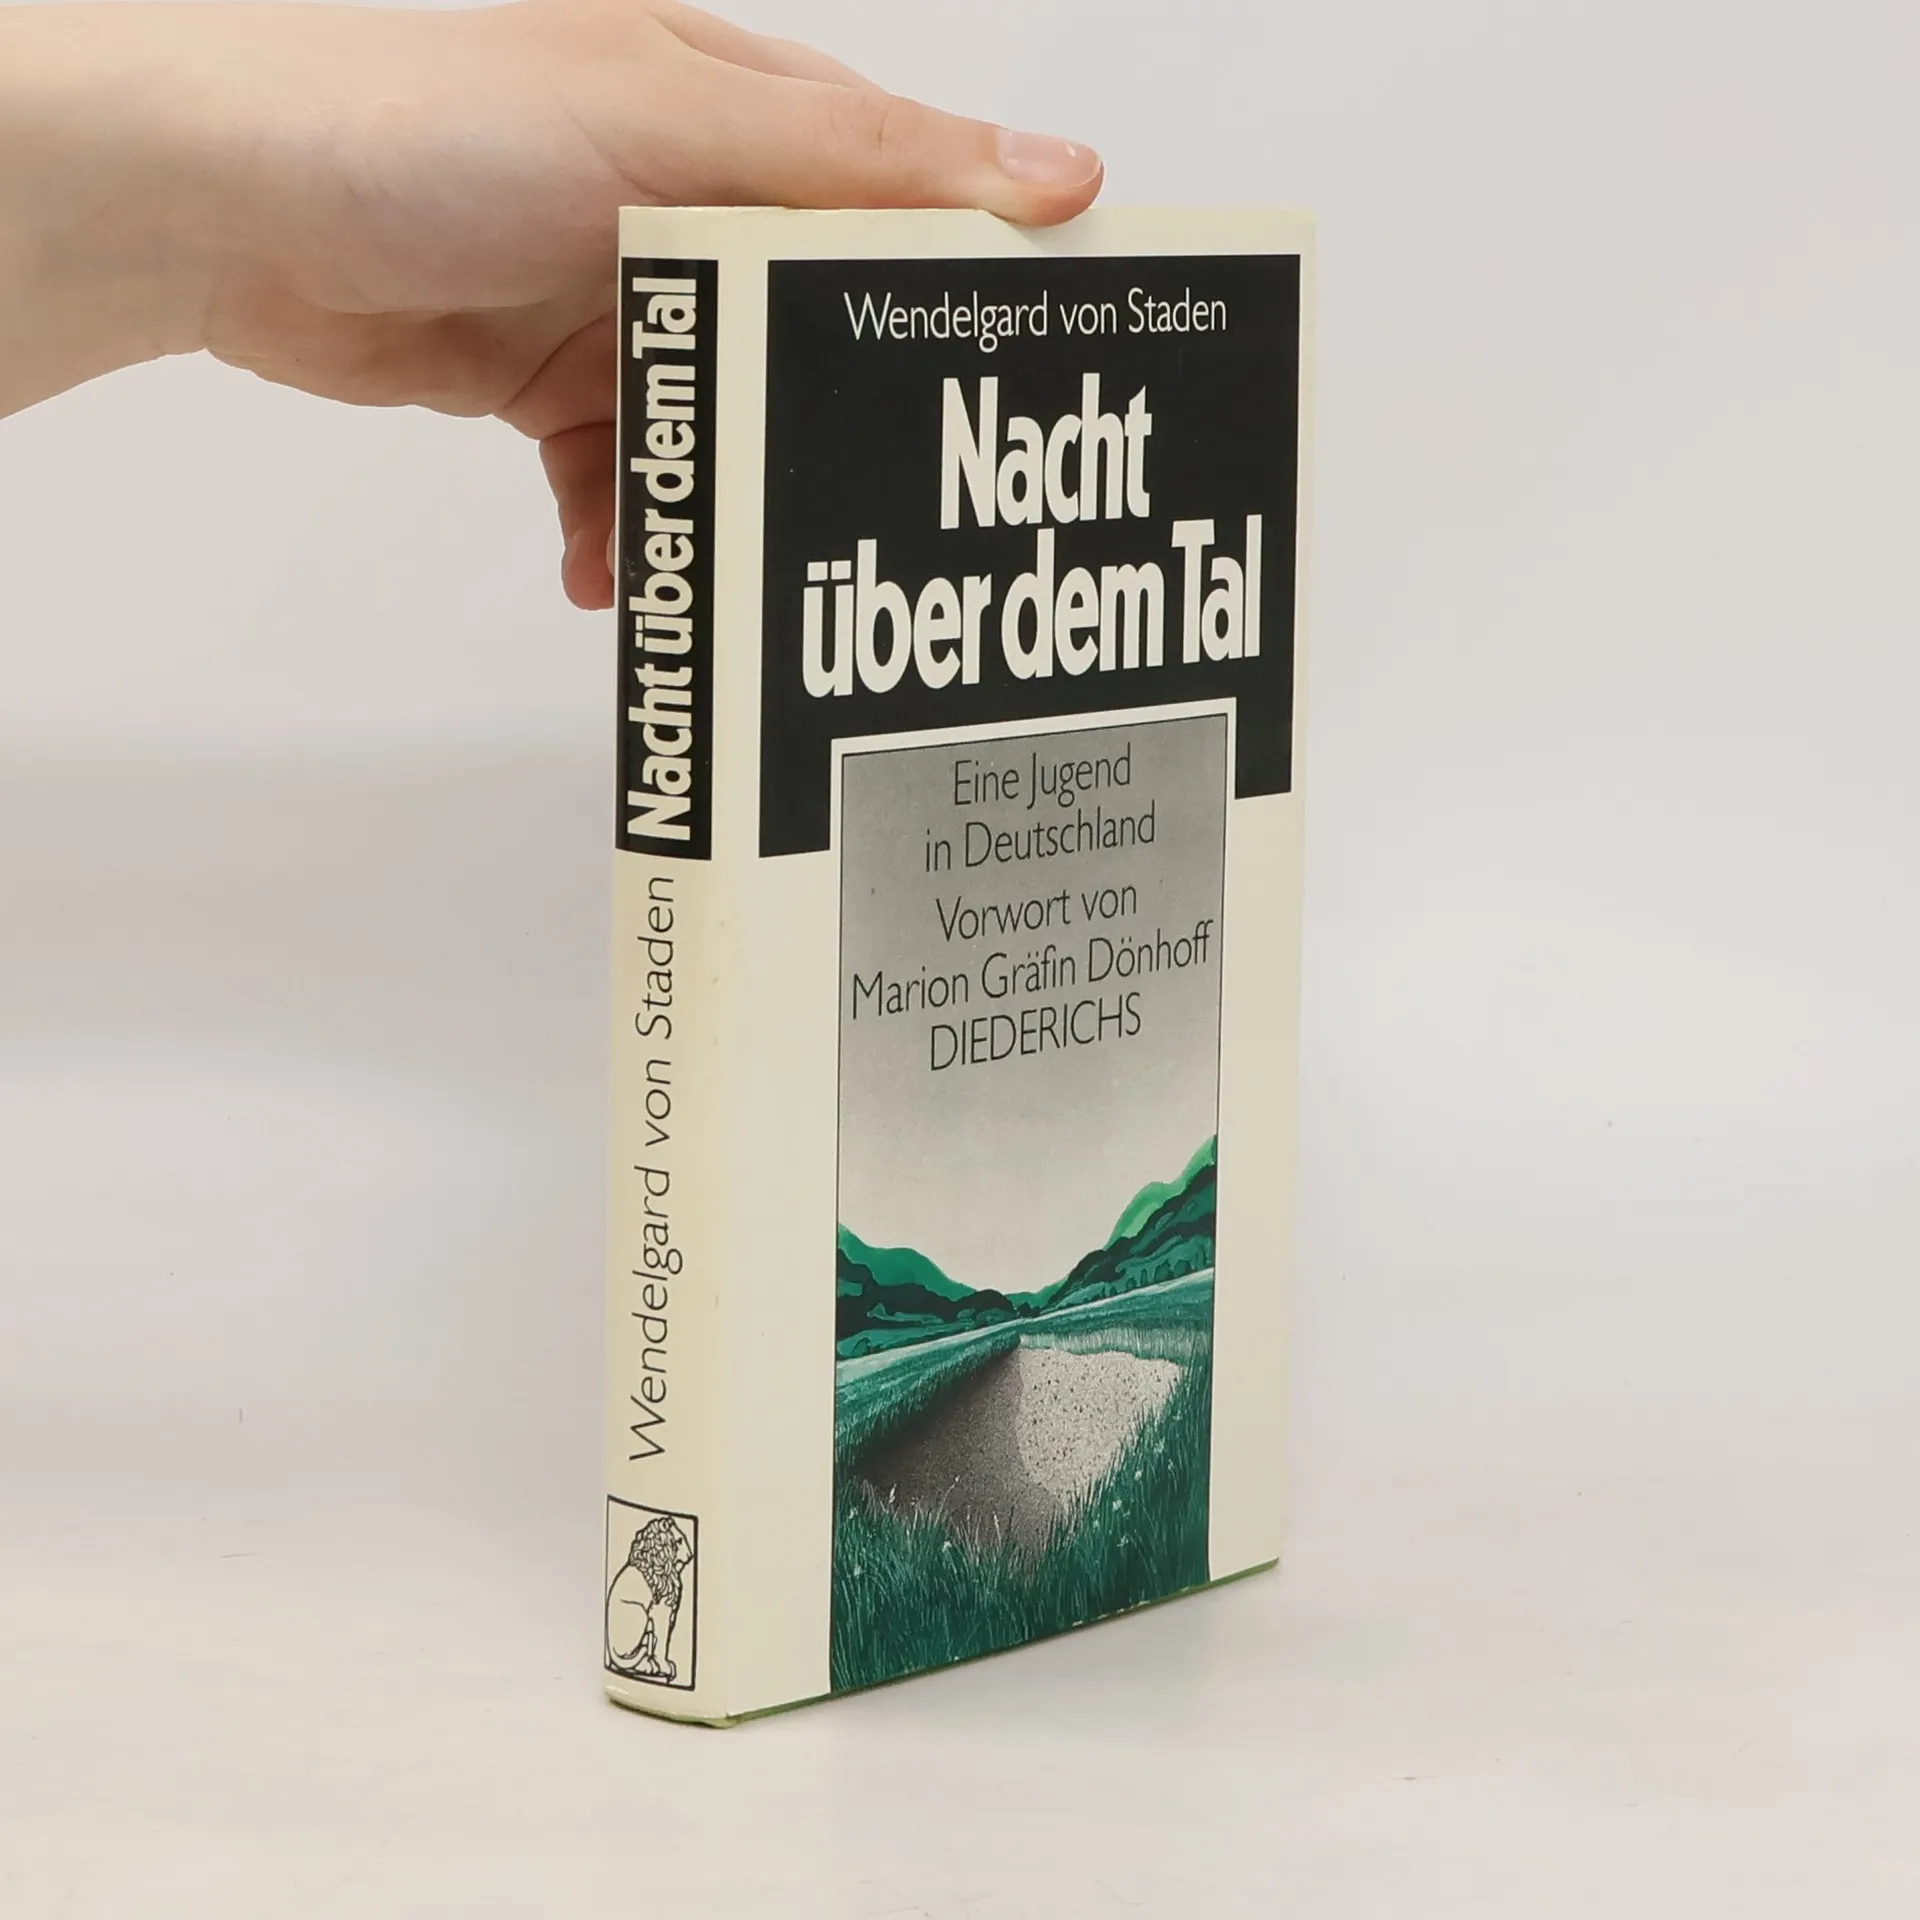 Nacht über dem Tal
Wendelgard von Staden
Wendelgard von Staden
Nacht
über dem Tal
Eine Jugend
in Deutschland
Vorwort von
Marion Gräfin Dönhoff
DIEDERICHS